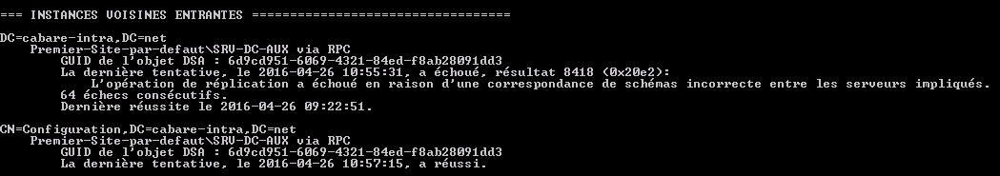 === INSTANCES VOISINES ENTRANTES ==================================
DC=cabare-intra,DC=net
Premier-Site-par-defaut\SRV-DC-AUX via RPC
GUID de l'objet DSA : 6d9cd951-6069-4321-84ed-f8ab28091dd3
La dernière tentative, le 2016-04-26 10:55:31, a échoué, résultat 8418 (0x20e2):
L'opération de réplication a échoué en raison d'une correspondance de schémas incorrecte entre les serveurs impliqués.
64 échecs consécutifs.
Dernière réussite le 2016-04-26 09:22:51.
CN=Configuration,DC=cabare-intra,DC=net
Premier-Site-par-defaut\SRV-DC-AUX via RPC
GUID de l'objet DSA : 6d9cd951-6069-4321-84ed-f8ab28091dd3
La dernière tentative, le 2016-04-26 10:57:15, a réussi.